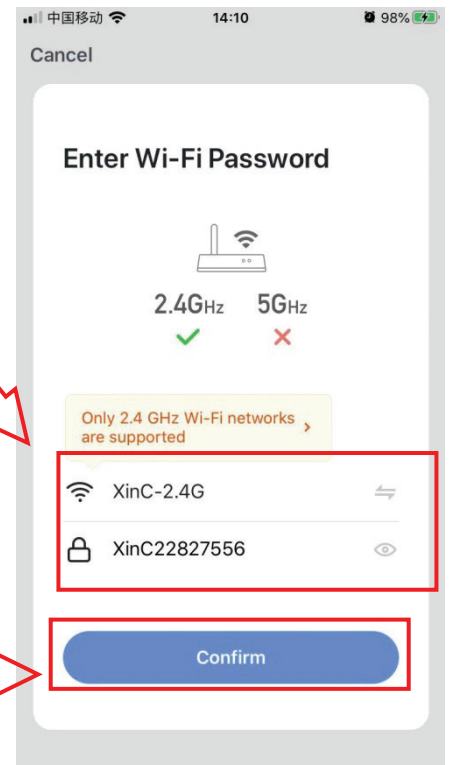 中国移动 14:10 98%
Cancel
Enter Wi-Fi Password
2.4GHz 5GHz
Only 2.4 GHz Wi-Fi networks
are supported
XinC-2.4G
XinC22827556
Confirm